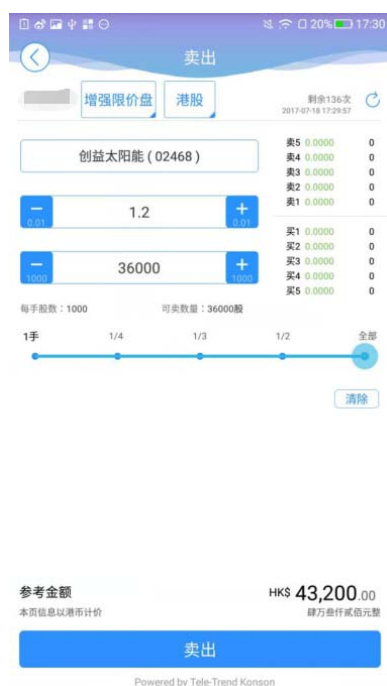 20% 17:30
卖出
增强限价盘 港股 剩余136次
2017-07-18 17:29:57
创益太阳能 ( 02468 )
卖5 0.0000 0
卖4 0.0000 0
卖3 0.0000 0
卖2 0.0000 0
卖1 0.0000 0
− 0.01 1.2 + 0.01
买1 0.0000 0
买2 0.0000 0
买3 0.0000 0
买4 0.0000 0
买5 0.0000 0
− 1000 36000 + 1000
每手股数：1000 可卖数量：36000股
1手 1/4 1/3 1/2 全部
清除
参考金额 HK$ 43,200.00
本页信息以港币计价 肆万叁仟贰佰元整
卖出
Powered by Tele-Trend Konson